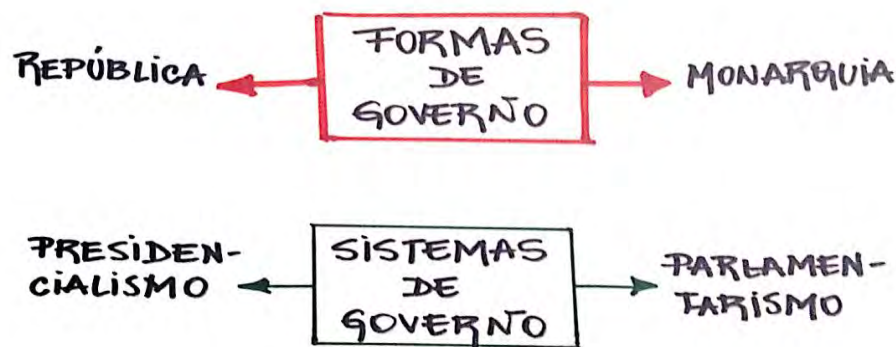 REPÚBLICA
FORMAS
DE
GOVERNO
MONARQUIA
PRESIDEN-
CIALISMO
SISTEMAS
DE
GOVERNO
PARLAMEN-
TARISMO